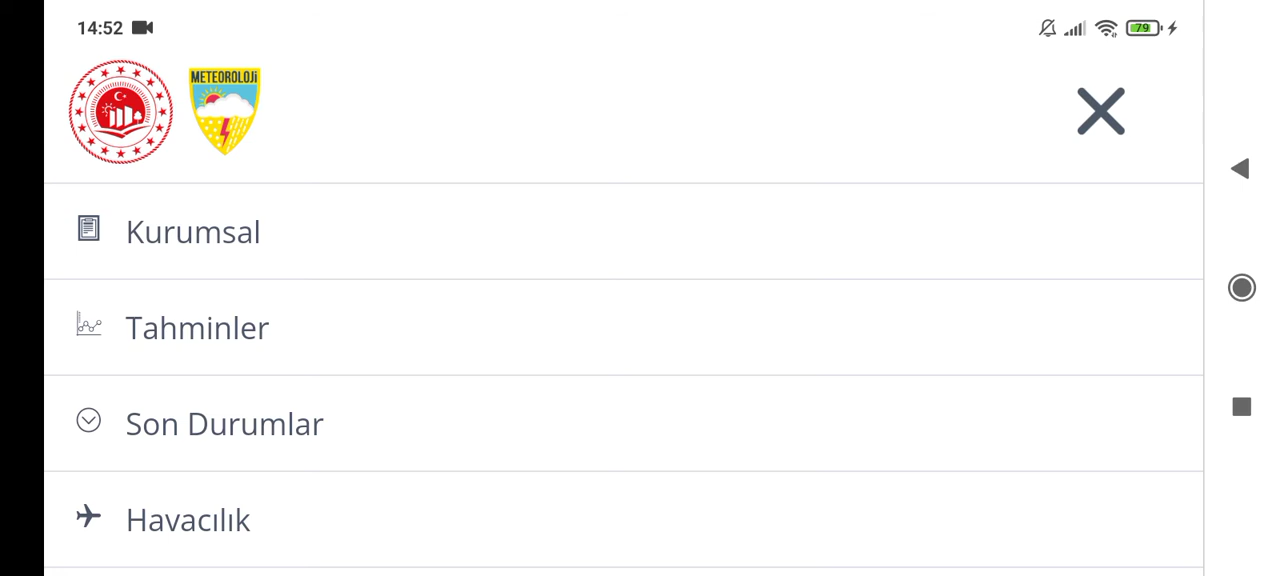 14:52
79
METEOROLOJİ
Kurumsal
Tahminler
Son Durumlar
Havacılık